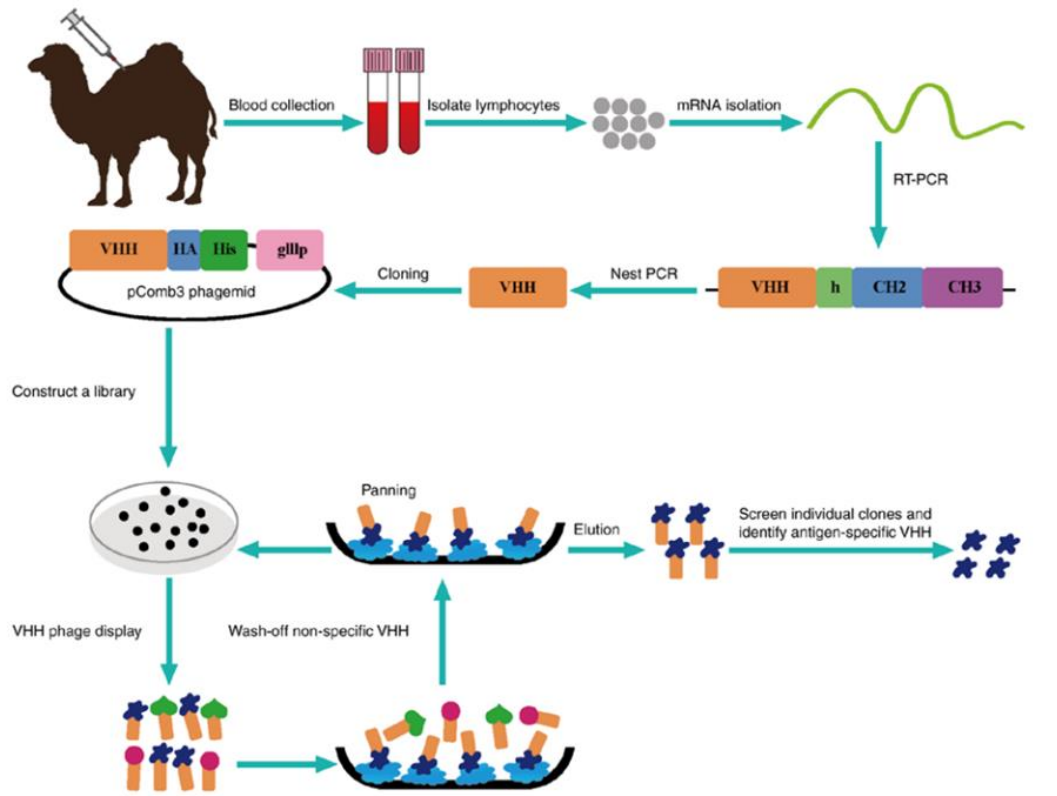 Blood collection
Isolate lymphocytes
mRNA isolation
RT-PCR
VHH HA His glllp
pComb3 phagemid
Cloning
VHH
Nest PCR
VHH h CH2 CH3
Construct a library
Panning
Elution
Screen individual clones and
identify antigen-specific VHH
VHH phage display
Wash-off non-specific VHH